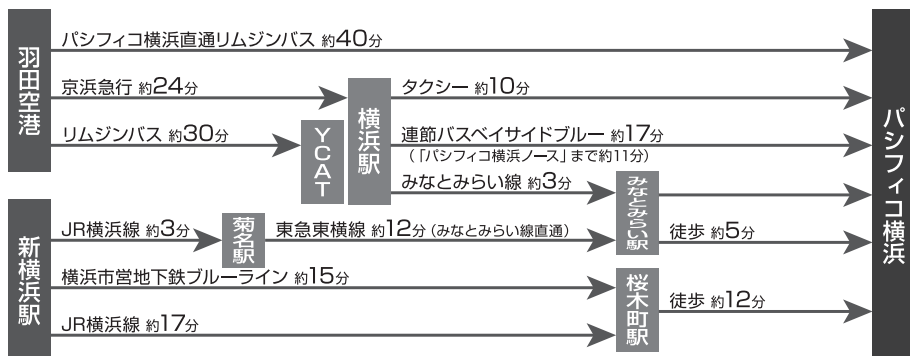 羽田空港
パシフィコ横浜直通リムジンバス 約40分
京浜急行 約24分
リムジンバス 約30分
YCAT
横浜駅
タクシー 約10分
連節バスベイサイドブルー 約17分
(「パシフィコ横浜ノース」まで約11分)
みなとみらい線 約3分
みなとみらい駅
新横浜駅
JR横浜線 約3分
菊名駅
東急東横線 約12分(みなとみらい線直通)
徒歩 約5分
横浜市営地下鉄ブルーライン 約15分
JR横浜線 約17分
桜木町駅
徒歩 約12分
パシフィコ横浜